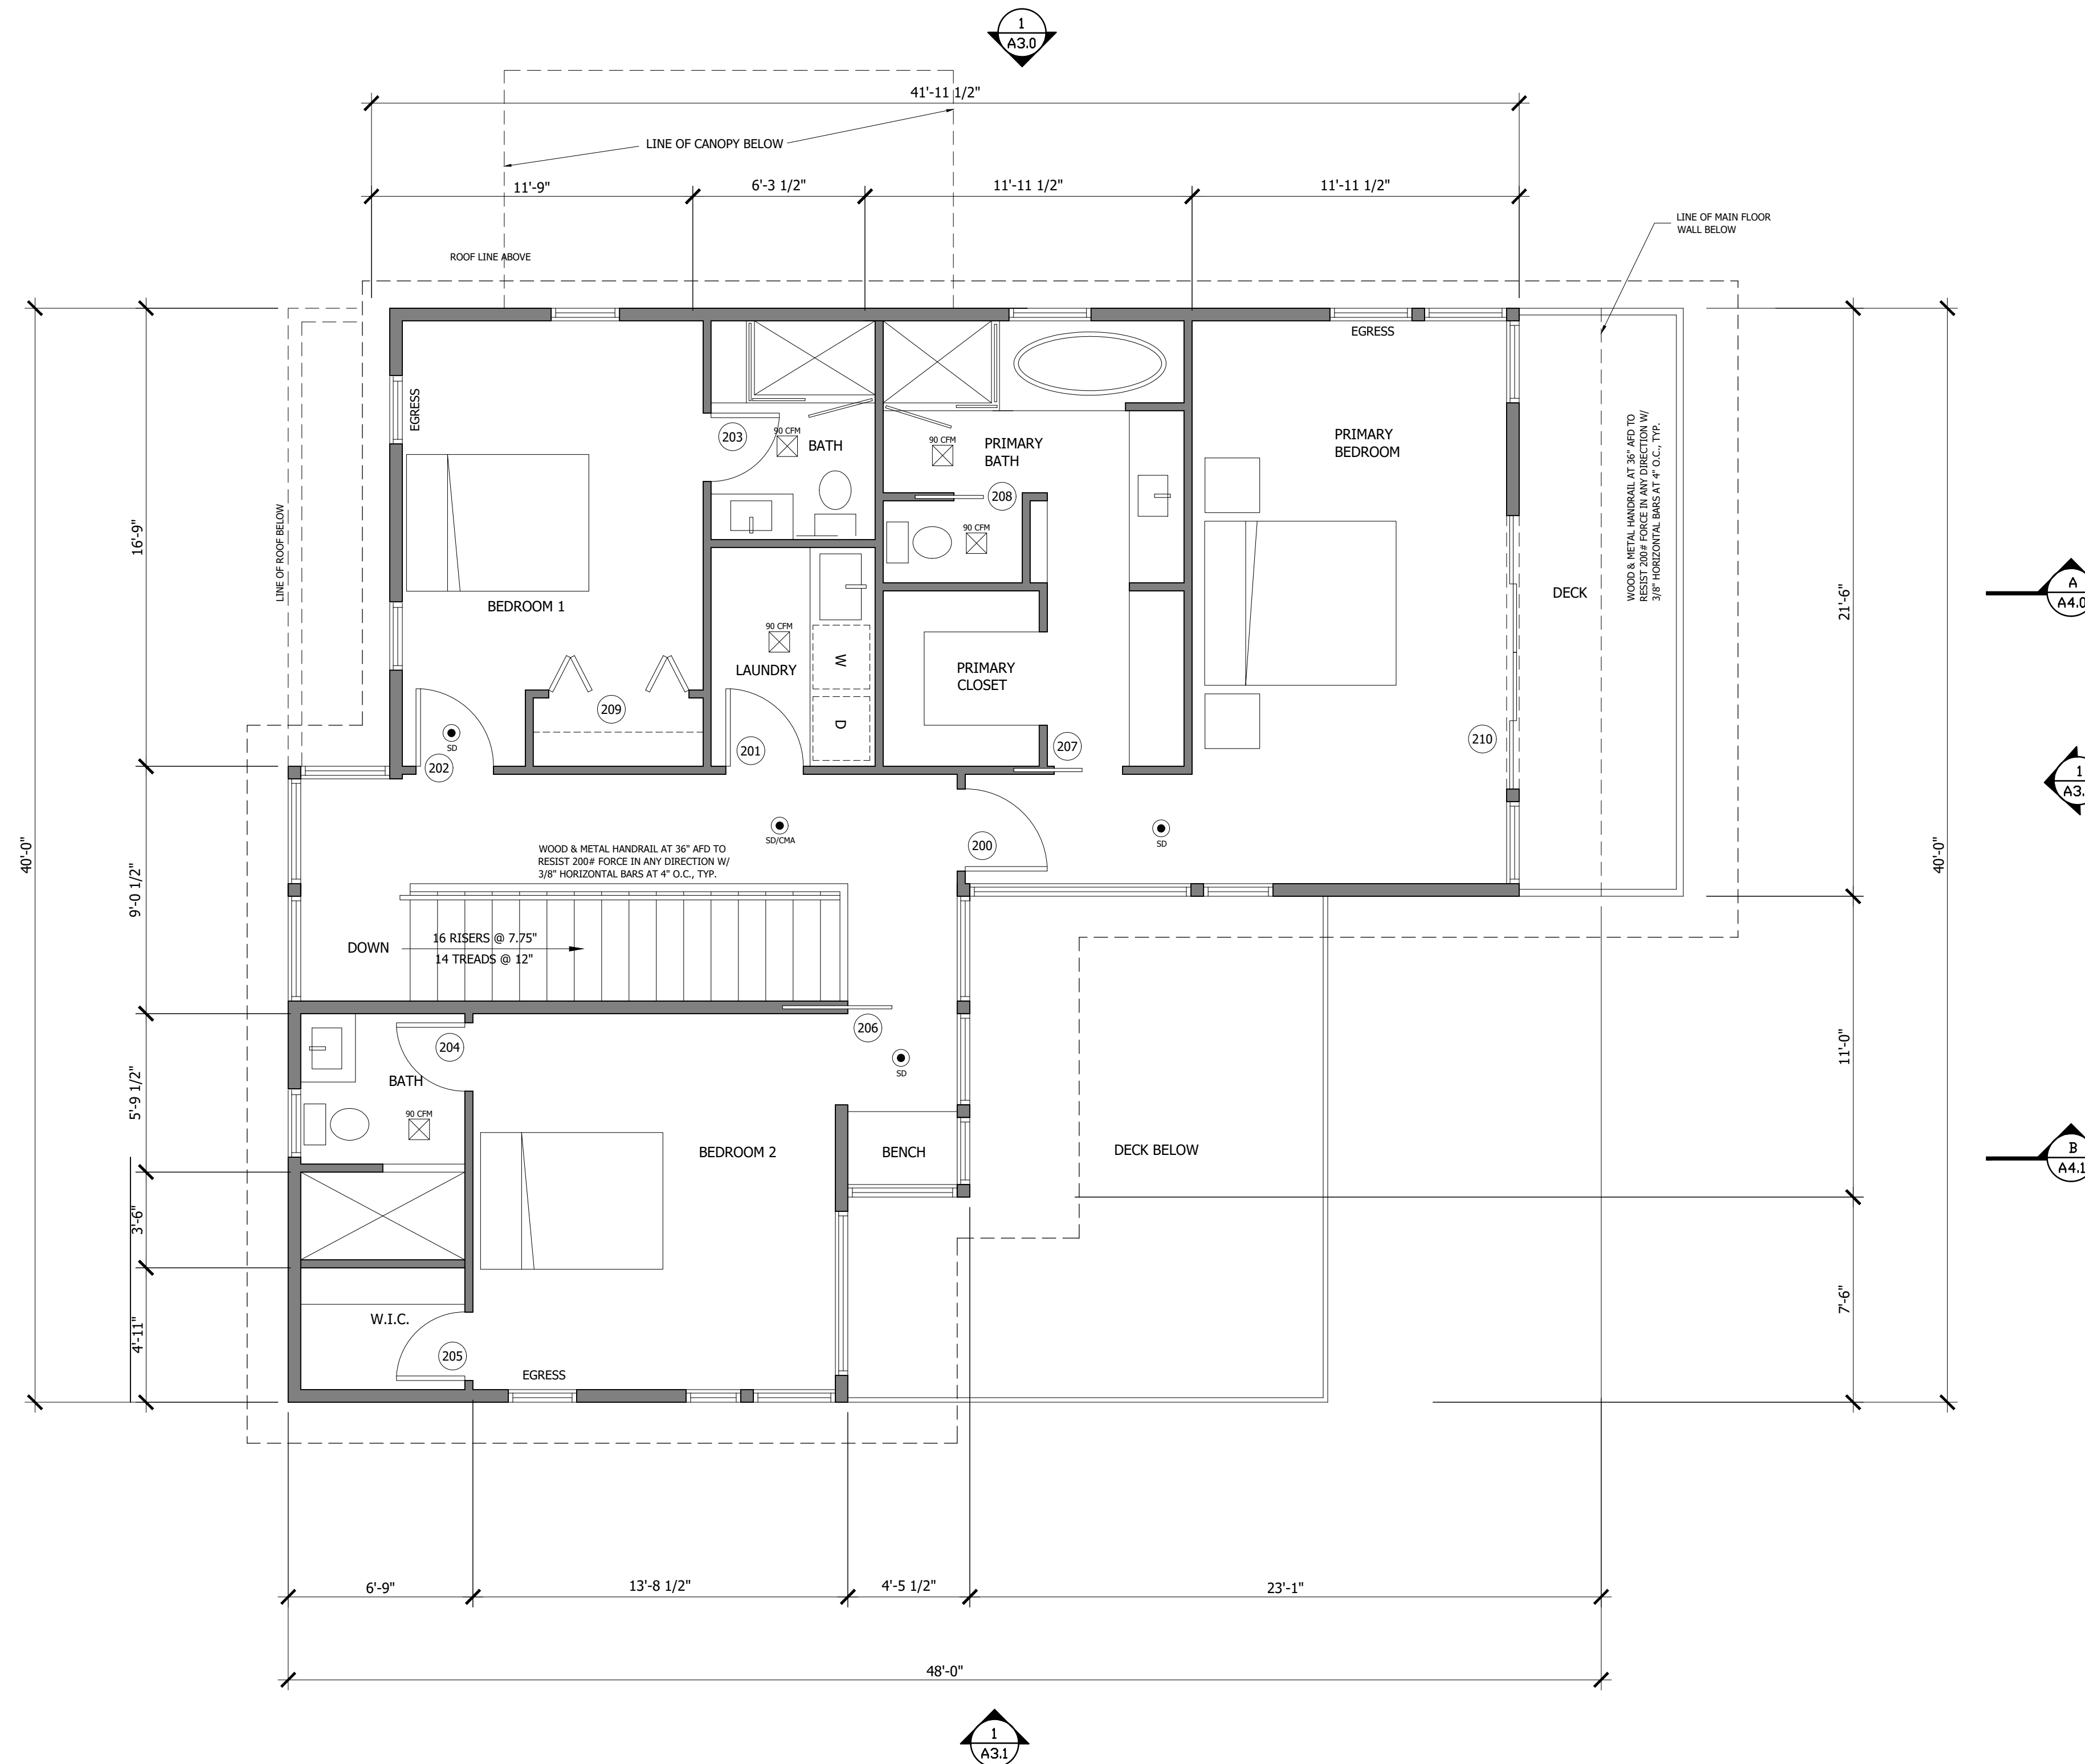 1
A3.0
41'-11 1/2"
LINE OF CANOPY BELOW
11'-9"
6'-3 1/2"
11'-11 1/2"
11'-11 1/2"
LINE OF MAIN FLOOR
WALL BELOW
ROOF LINE ABOVE
EGRESS
EGRESS
203
90 CFM
BATH
90 CFM
PRIMARY
BATH
PRIMARY
BEDROOM
WOOD & METAL HANDRAIL AT 36" AFD TO
RESIST 200# FORCE IN ANY DIRECTION W/
3/8" HORIZONTAL BARS AT 4" O.C., TYP.
16'-9"
LINE OF ROOF BELOW
208
90 CFM
BEDROOM 1
DECK
21'-6"
A
A4.0
90 CFM
LAUNDRY
W
D
PRIMARY
CLOSET
209
SD
202
201
207
210
1
40'-0"
9'-0 1/2"
SD/CMA
SD
200
40'-0"
WOOD & METAL HANDRAIL AT 36" AFD TO
RESIST 200# FORCE IN ANY DIRECTION W/
3/8" HORIZONTAL BARS AT 4" O.C., TYP.
DOWN
16 RISERS @ 7.75"
14 TREADS @ 12"
206
204
SD
11'-0"
5'-9 1/2"
BATH
90 CFM
BEDROOM 2
BENCH
DECK BELOW
B
A4.1
3'-6"
7'-6"
4'-11"
W.I.C.
205
EGRESS
6'-9"
13'-8 1/2"
4'-5 1/2"
23'-1"
48'-0"
1
A3.1